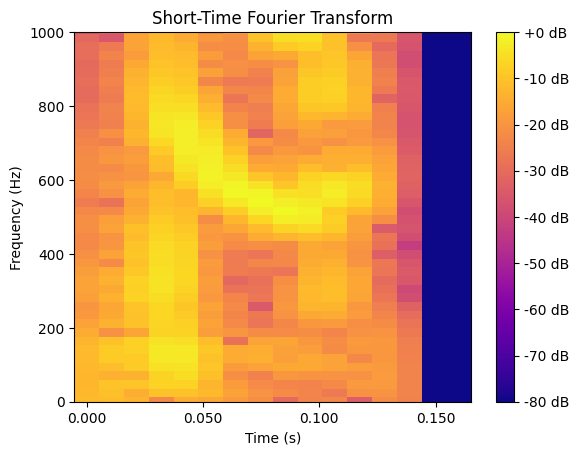 Short-Time Fourier Transform
1000
800
600
400
200
0
Frequency (Hz)
0.000
0.050
0.100
0.150
Time (s)
+0 dB
-10 dB
-20 dB
-30 dB
-40 dB
-50 dB
-60 dB
-70 dB
-80 dB